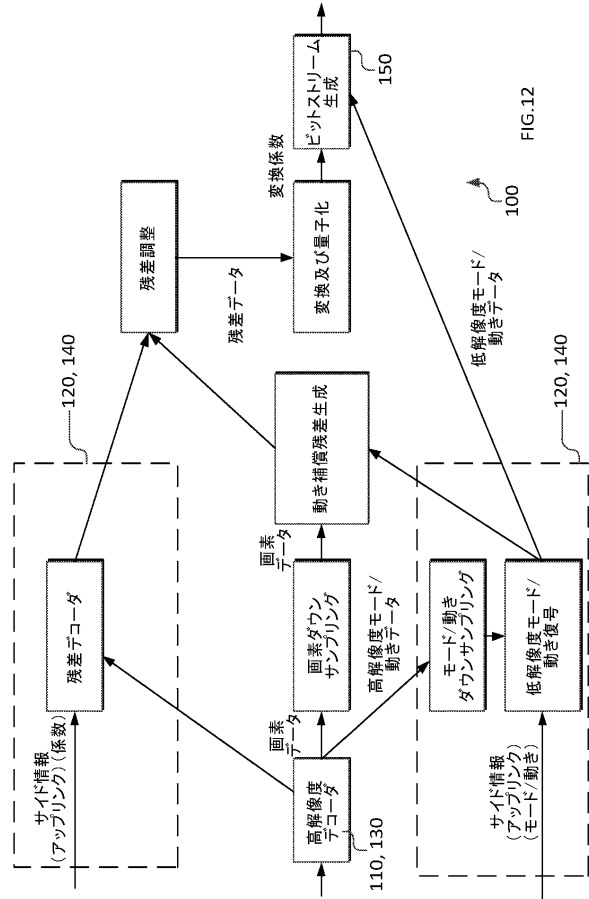 サイド情報
(アップリンク)(係数)
残差デコーダ
120, 140
残差調整
残差データ
高解像度
デコーダ
110, 130
画素
データ
画素ダウン
サンプリング
画素
データ
動き補償残差生成
変換及び量子化
変換係数
ビットストリーム
生成
150
高解像度モード/
動きデータ
モード/動き
ダウンサンプリング
サイド情報
(アップリンク)
(モード/動き)
低解像度モード/
動き復号
120, 140
低解像度モード/
動きデータ
100
FIG.12